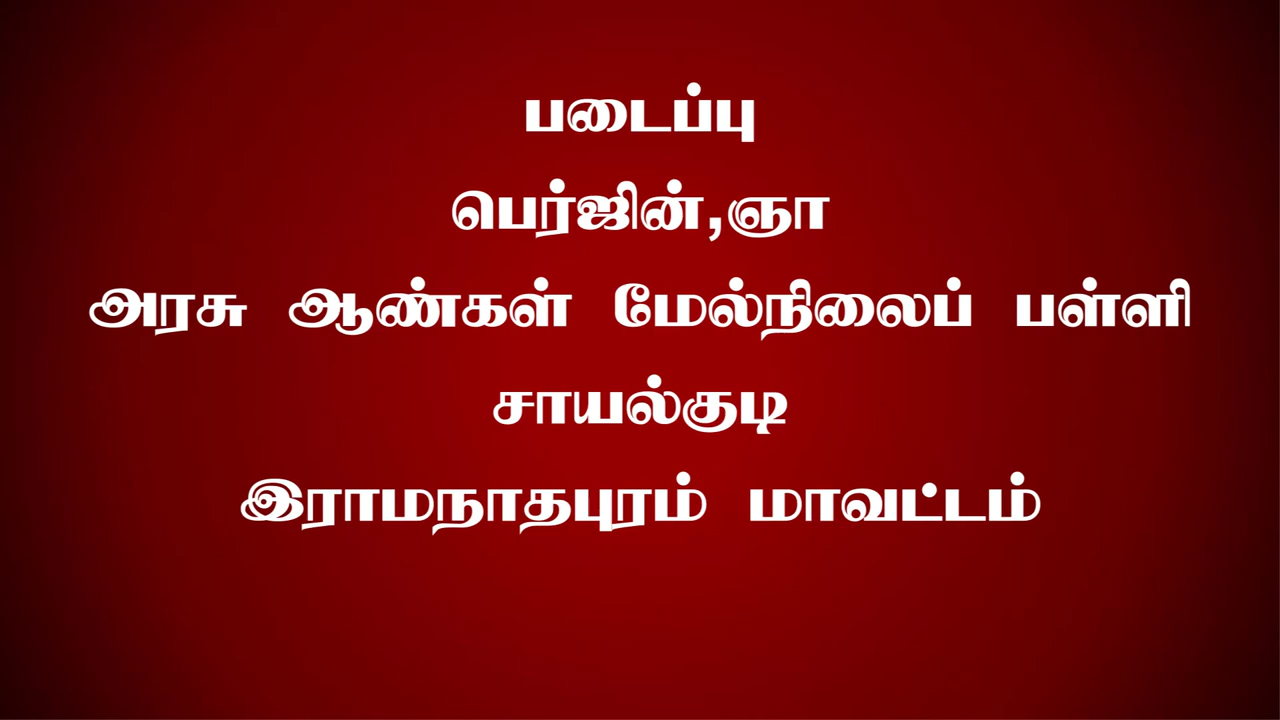 படைப்பு
பெர்ஜின்,ஞா
அரசு ஆண்கள் மேல்நிலைப் பள்ளி
சாயல்குடி
இராமநாதபுரம் மாவட்டம்